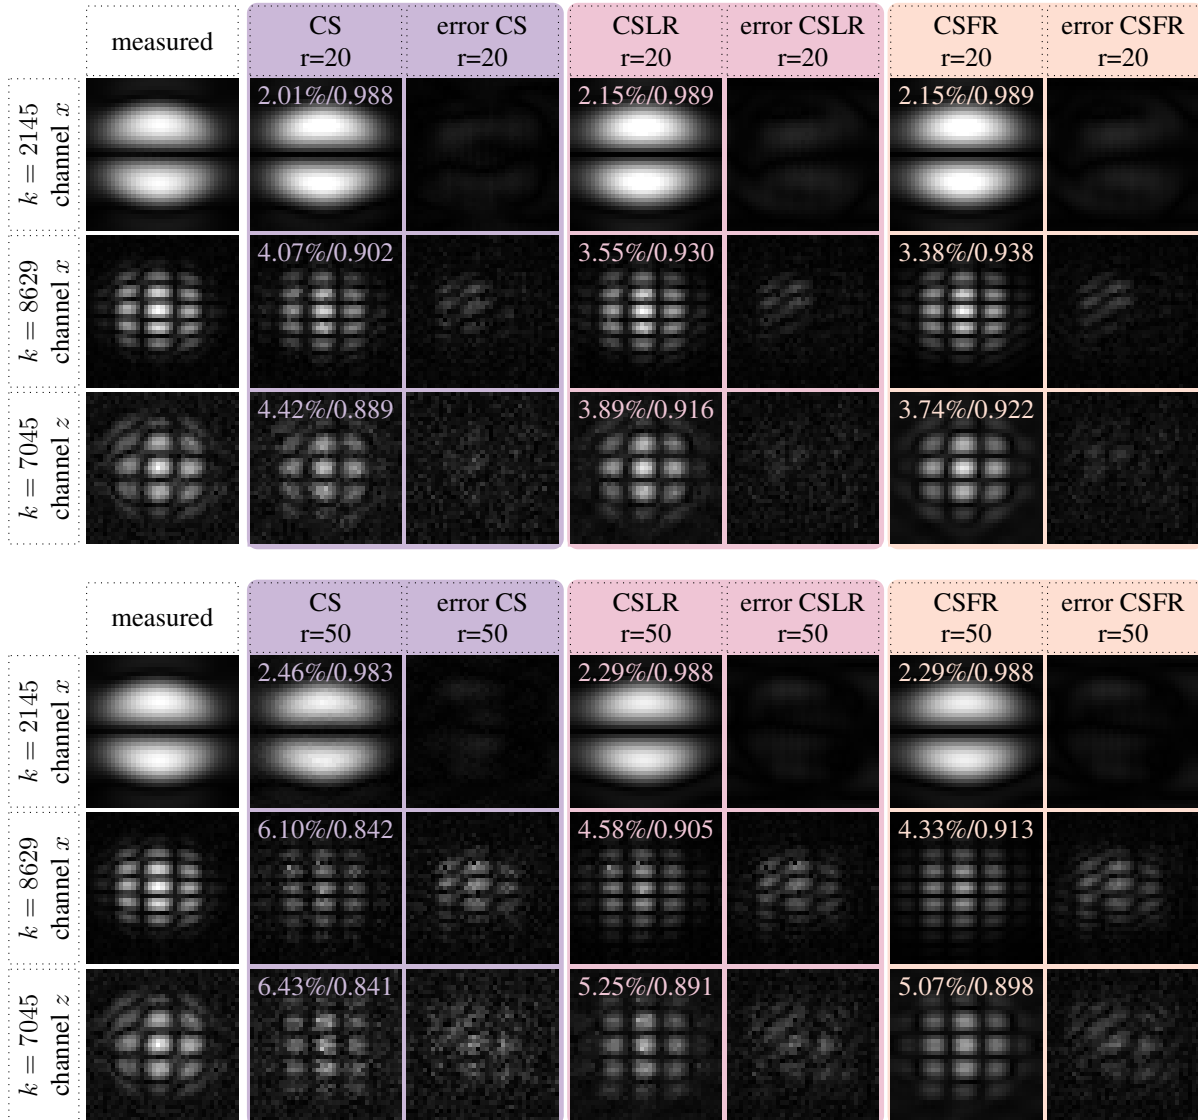 measured
CS
r=20
error CS
r=20
CSLR
r=20
error CSLR
r=20
CSFR
r=20
error CSFR
r=20
k = 2145
channel x
2.01%/0.988
2.15%/0.989
2.15%/0.989
k = 8629
channel x
4.07%/0.902
3.55%/0.930
3.38%/0.938
k = 7045
channel z
4.42%/0.889
3.89%/0.916
3.74%/0.922
measured
CS
r=50
error CS
r=50
CSLR
r=50
error CSLR
r=50
CSFR
r=50
error CSFR
r=50
k = 2145
channel x
2.46%/0.983
2.29%/0.988
2.29%/0.988
k = 8629
channel x
6.10%/0.842
4.58%/0.905
4.33%/0.913
k = 7045
channel z
6.43%/0.841
5.25%/0.891
5.07%/0.898